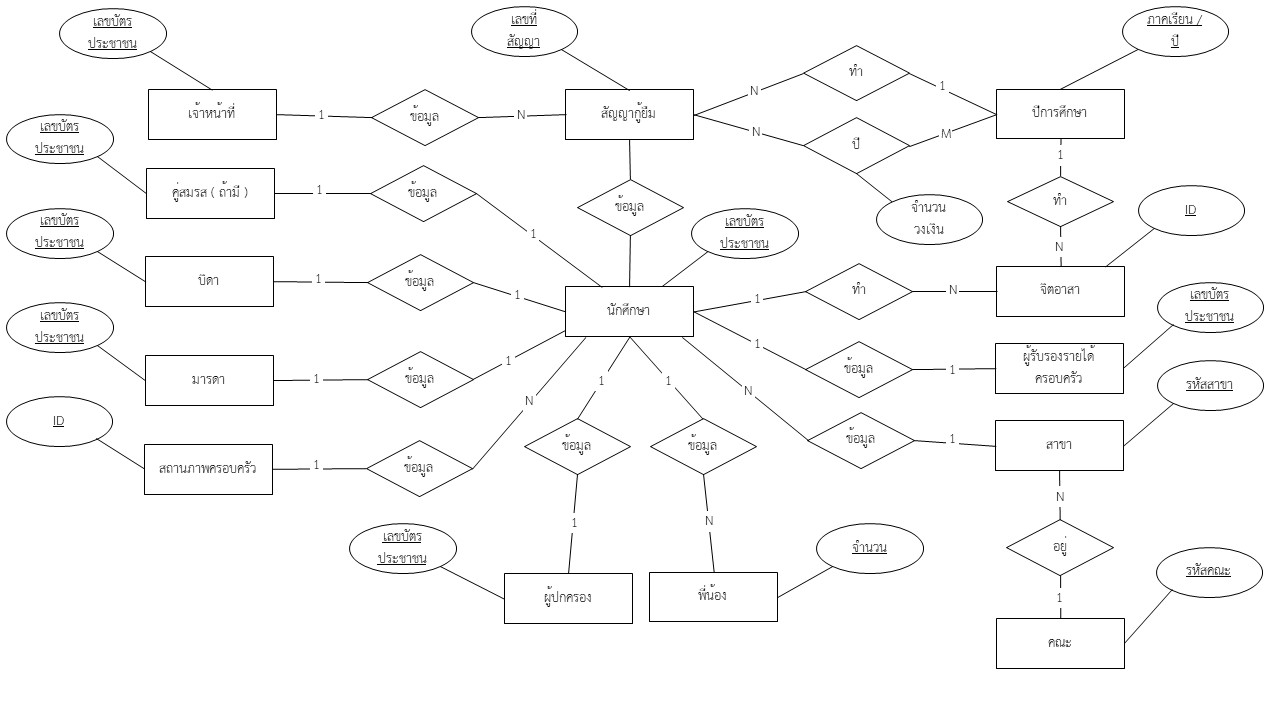 เลขบัตร
ประชาชน
เลขที่
สัญญา
ภาคเรียน /
ปี
เจ้าหน้าที่
1
ข้อมูล
N
สัญญากู้ยืม
N
ทำ
1
N
ปี
M
ปีการศึกษา
จำนวน
วงเงิน
เลขบัตร
ประชาชน
คู่สมรส ( ถ้ามี )
1
ข้อมูล
1
ข้อมูล
1
ทำ
N
ID
เลขบัตร
ประชาชน
บิดา
1
ข้อมูล
1
เลขบัตร
ประชาชน
นักศึกษา
1
ทำ
N
จิตอาสา
เลขบัตร
ประชาชน
มารดา
1
ข้อมูล
1
1
ข้อมูล
1
ผู้รับรองรายได้
ครอบครัว
เลขบัตร
ประชาชน
ID
สถานภาพครอบครัว
1
ข้อมูล
N
1
ข้อมูล
1
1
ข้อมูล
N
N
ข้อมูล
1
สาขา
รหัสสาขา
N
อยู่
1
เลขบัตร
ประชาชน
ผู้ปกครอง
พี่น้อง
จำนวน
คณะ
รหัสคณะ